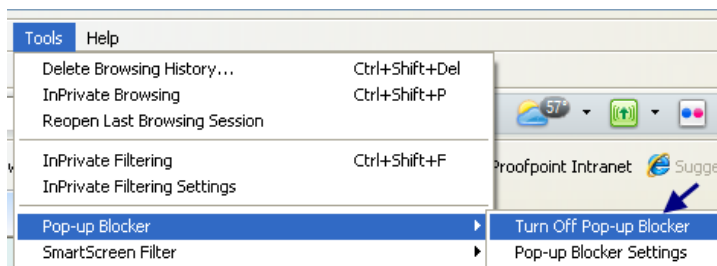 Tools Help
Delete Browsing History... Ctrl+Shift+Del
InPrivate Browsing Ctrl+Shift+P
57°
Reopen Last Browsing Session
InPrivate Filtering Ctrl+Shift+F
Proofpoint Intranet Sugge
InPrivate Filtering Settings
Pop-up Blocker Turn Off Pop-up Blocker
SmartScreen Filter Pop-up Blocker Settings